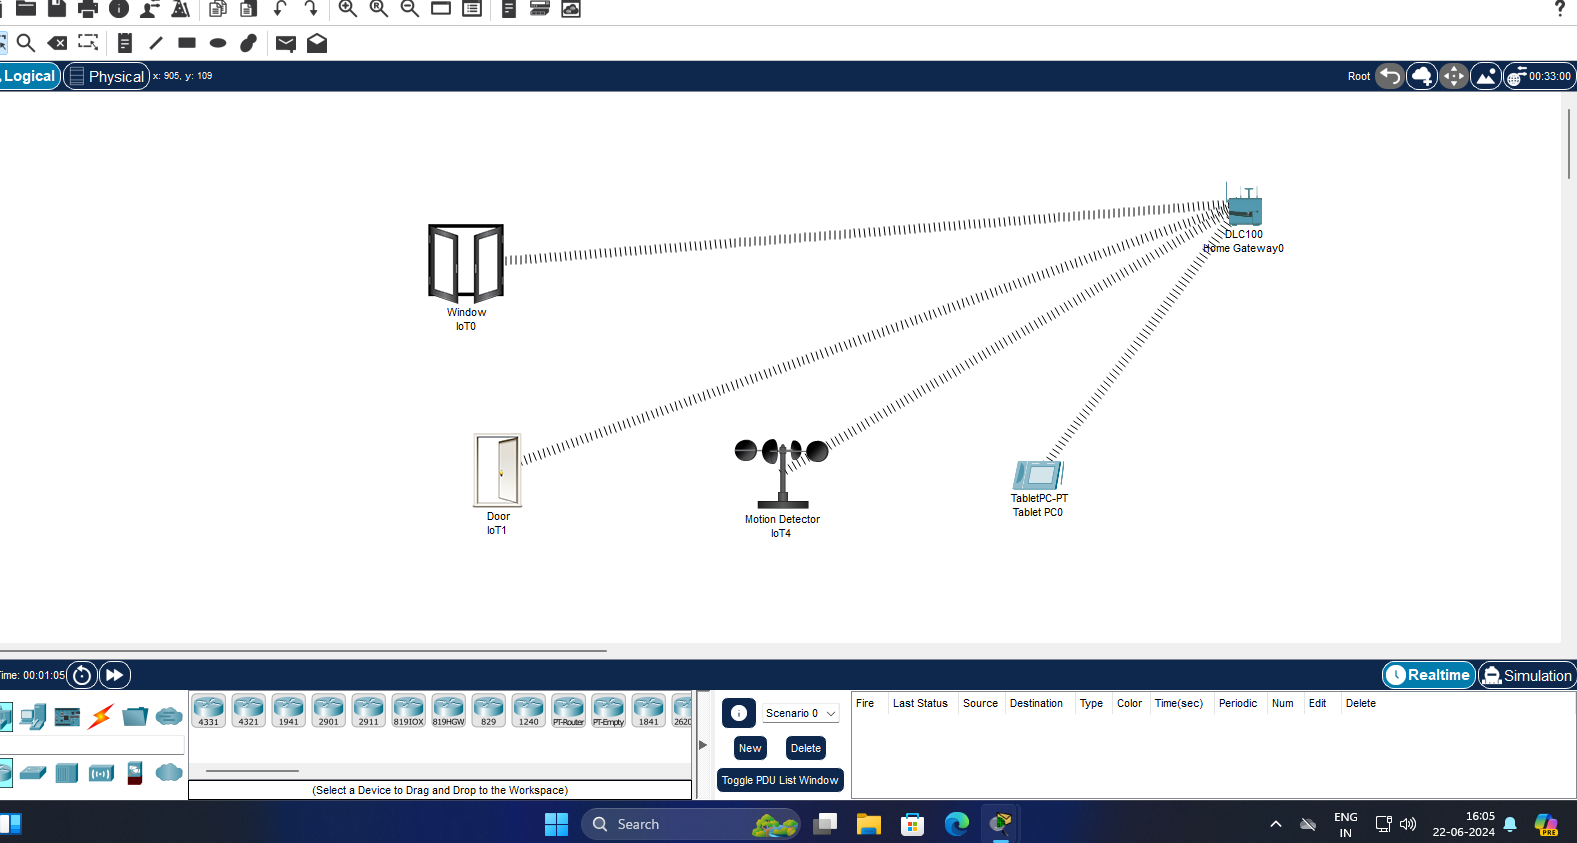 ?
Logical
Physical
x: 905, y: 109
Root
00:33:00
DLC100
Home Gateway0
Window
IoT0
Door
IoT1
Motion Detector
IoT4
TabletPC-PT
Tablet PC0
Time: 00:01:05
Realtime
Simulation
4331
4321
1941
2901
2911
819IOX
819HGW
829
1240
PT-Router
PT-Empty
1841
2620
(Select a Device to Drag and Drop to the Workspace)
Scenario 0
New
Delete
Toggle PDU List Window
Fire
Last Status
Source
Destination
Type
Color
Time(sec)
Periodic
Num
Edit
Delete
Search
ENG
IN
16:05
22-06-2024
PRE